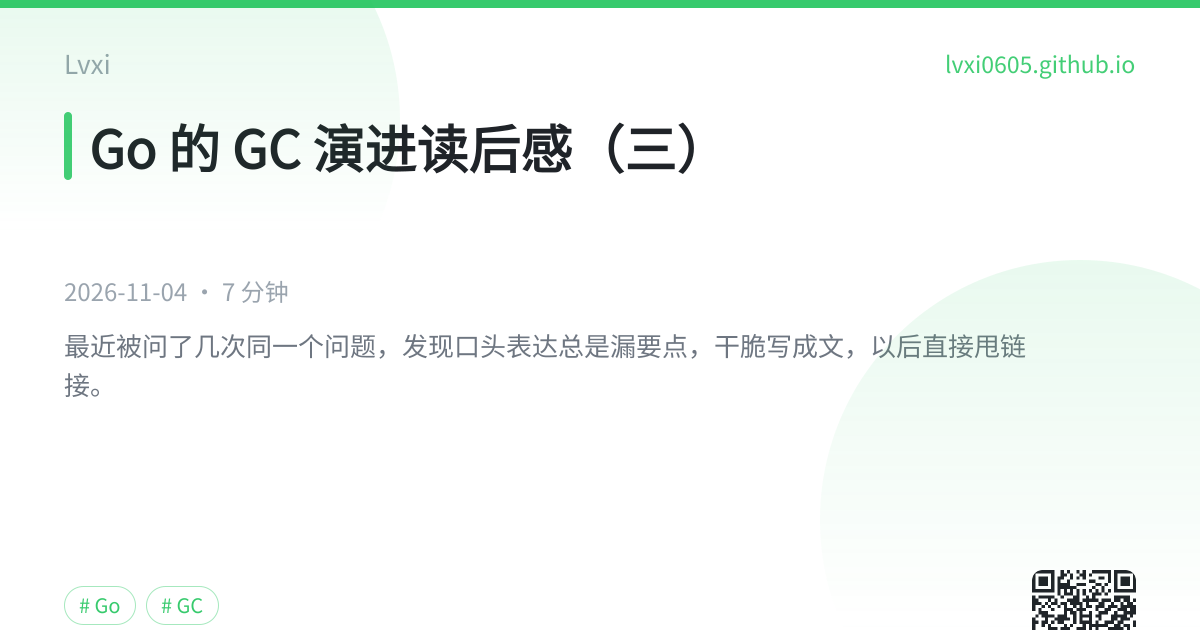 Lvxi
lvxi0605.github.io
Go 的 GC 演进读后感（三）
2026-11-04 · 7 分钟
最近被问了几次同一个问题，发现口头表达总是漏要点，干脆写成文，以后直接甩链
接。
# Go
# GC